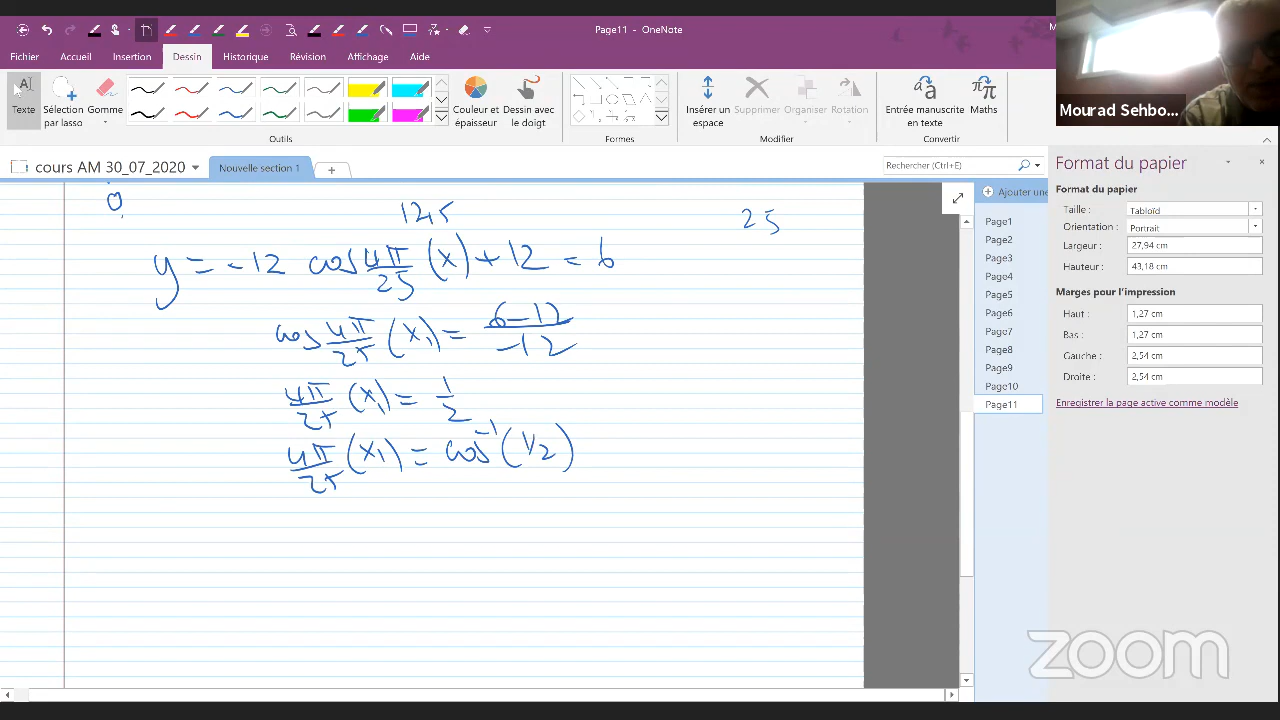 Page11 - OneNote
Fichier Accueil Insertion Dessin Historique Révision Affichage Aide
Texte
Sélection par lasso
Gomme
Couleur et épaisseur
Dessin avec le doigt
Insérer un espace
Supprimer
Organiser
Rotation
Entrée manuscrite en texte
Maths
Outils
Formes
Modifier
Convertir
Mourad Sehbo...
cours AM 30_07_2020
Nouvelle section 1
Rechercher (Ctrl+E)
0
12,5
25
y = -12 cos 4π/25 (x) + 12 = 6
cos 4π/25 (x1) = 6-12/-12
4π/25 (x1) = 1/2
4π/25 (x1) = cos^-1 (1/2)
Ajouter une
Page1
Page2
Page3
Page4
Page5
Page6
Page7
Page8
Page9
Page10
Page11
Format du papier
Format du papier
Taille : Tabloïd
Orientation : Portrait
Largeur : 27,94 cm
Hauteur : 43,18 cm
Marges pour l'impression
Haut : 1,27 cm
Bas : 1,27 cm
Gauche : 2,54 cm
Droite : 2,54 cm
Enregistrer la page active comme modèle
zoom